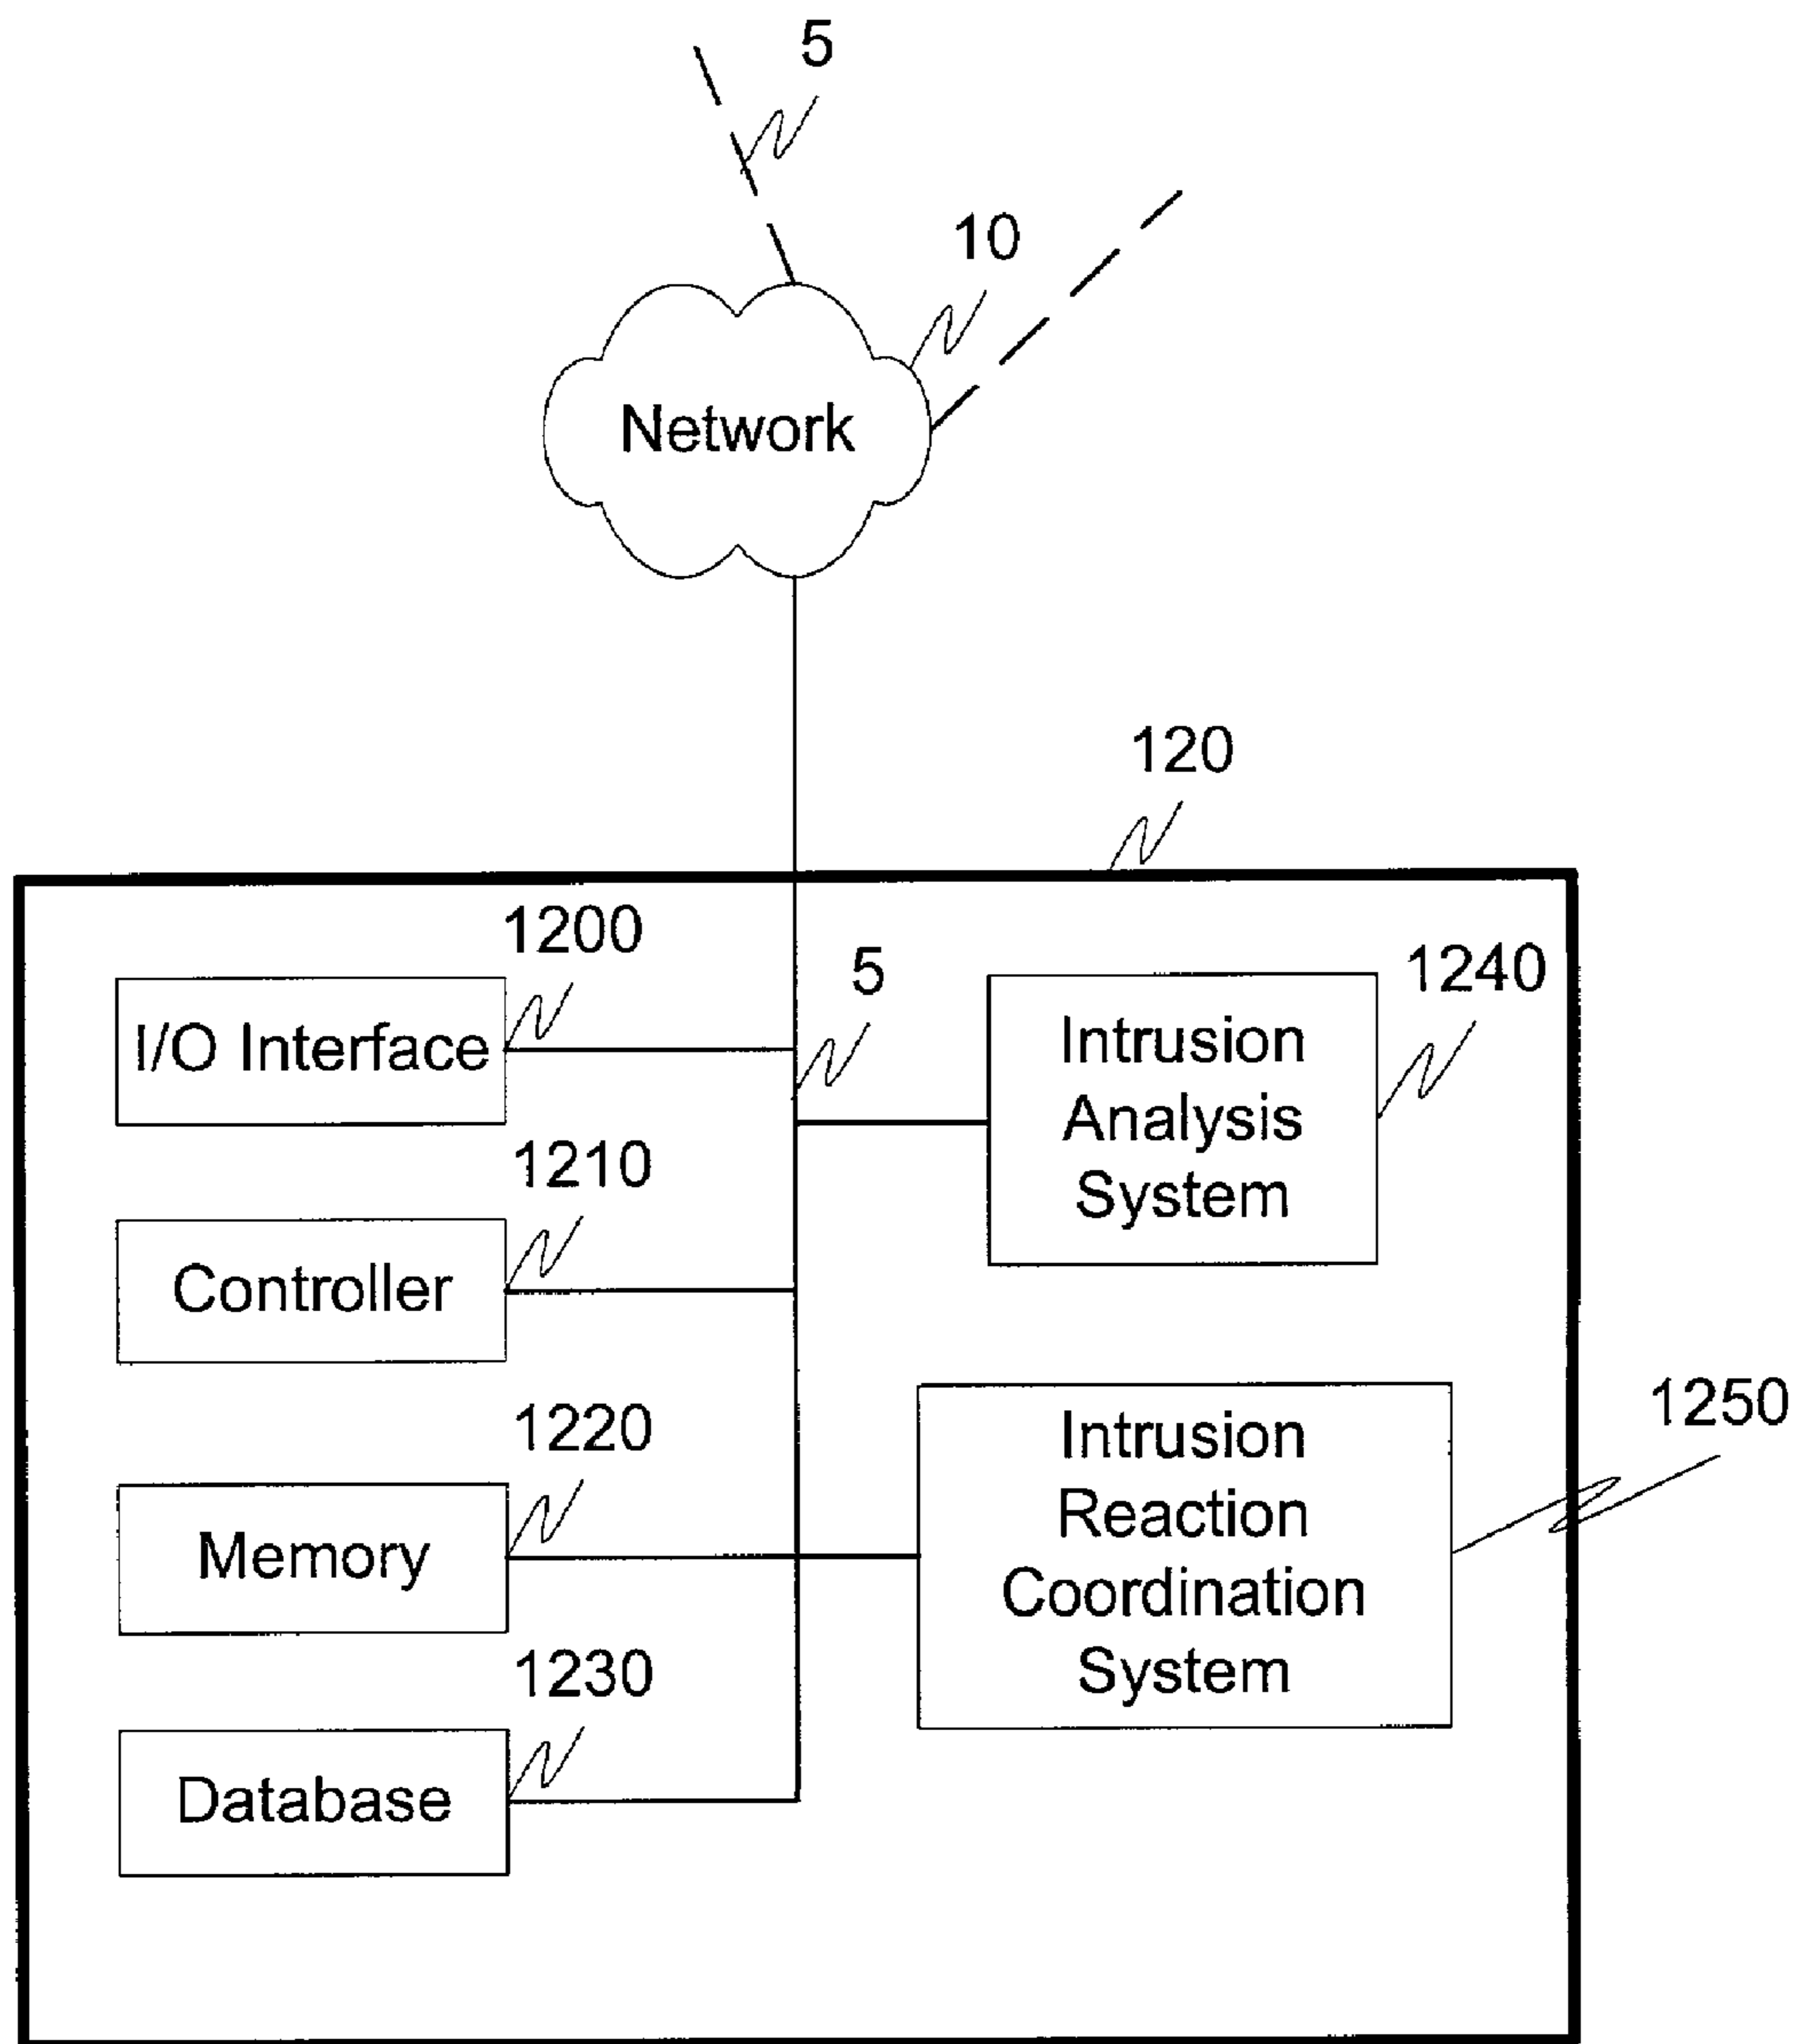 5
10
Network
120
1200
I/O Interface
5
1240
Intrusion
Analysis
System
1210
Controller
1220
Memory
1250
Intrusion
Reaction
Coordination
System
1230
Database